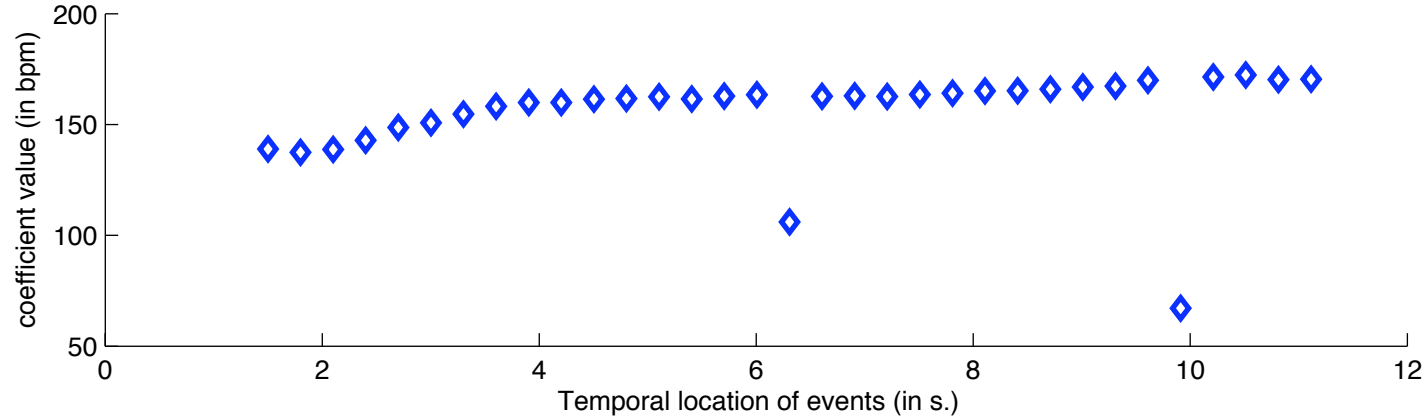 200
150
100
50
coefficient value (in bpm)
0 2 4 6 8 10 12
Temporal location of events (in s.)